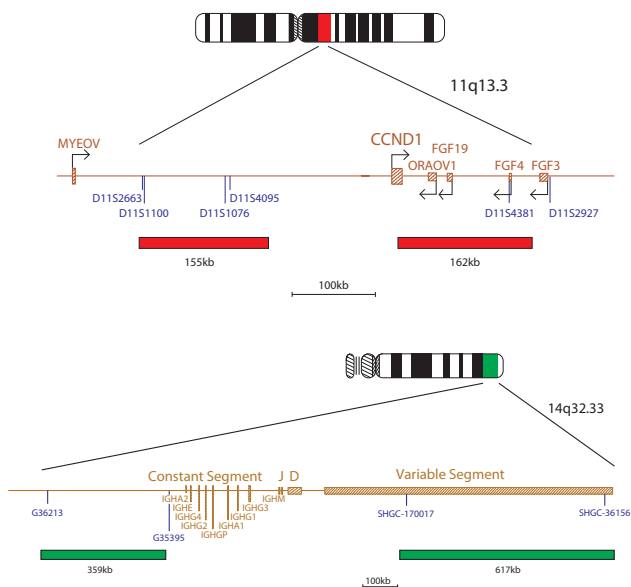 11q13.3
MYEOV
CCND1
FGF19
ORAOV1
FGF4
FGF3
D11S2663
D11S4095
D11S1100
D11S1076
D11S4381
D11S2927
155kb
162kb
100kb
14q32.33
Constant Segment
J D
Variable Segment
IGHA2
IGHM
IGHE
IGHG3
IGHG4
IGHG1
IGHG2
IGHA1
IGHGP
G36213
G35395
SHGC-170017
SHGC-36156
359kb
617kb
100kb